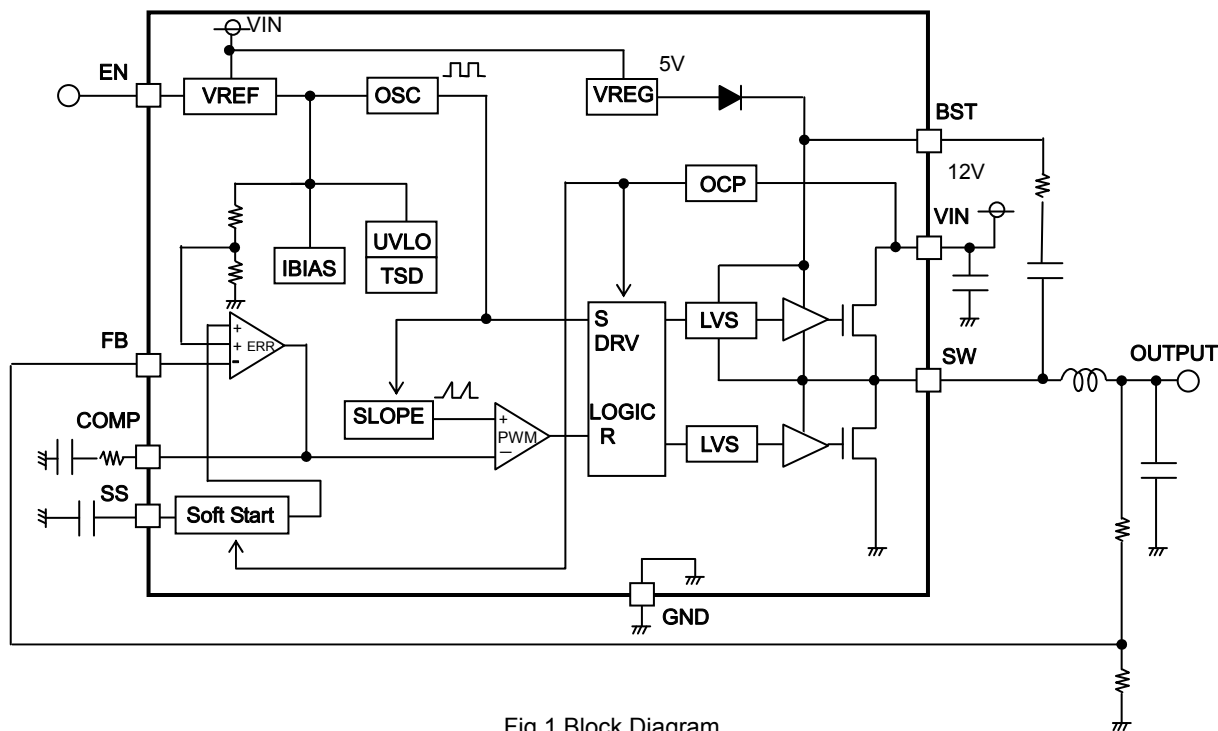 VIN
EN
VREF
OSC
VREG
5V
BST
12V
OCP
VIN
UVLO
TSD
IBIAS
FB
+
+
-
ERR
S
DRV
LOGIC
R
LVS
SW
OUTPUT
COMP
SLOPE
+
PWM
-
LVS
SS
Soft Start
GND
Fig.1 Block Diagram